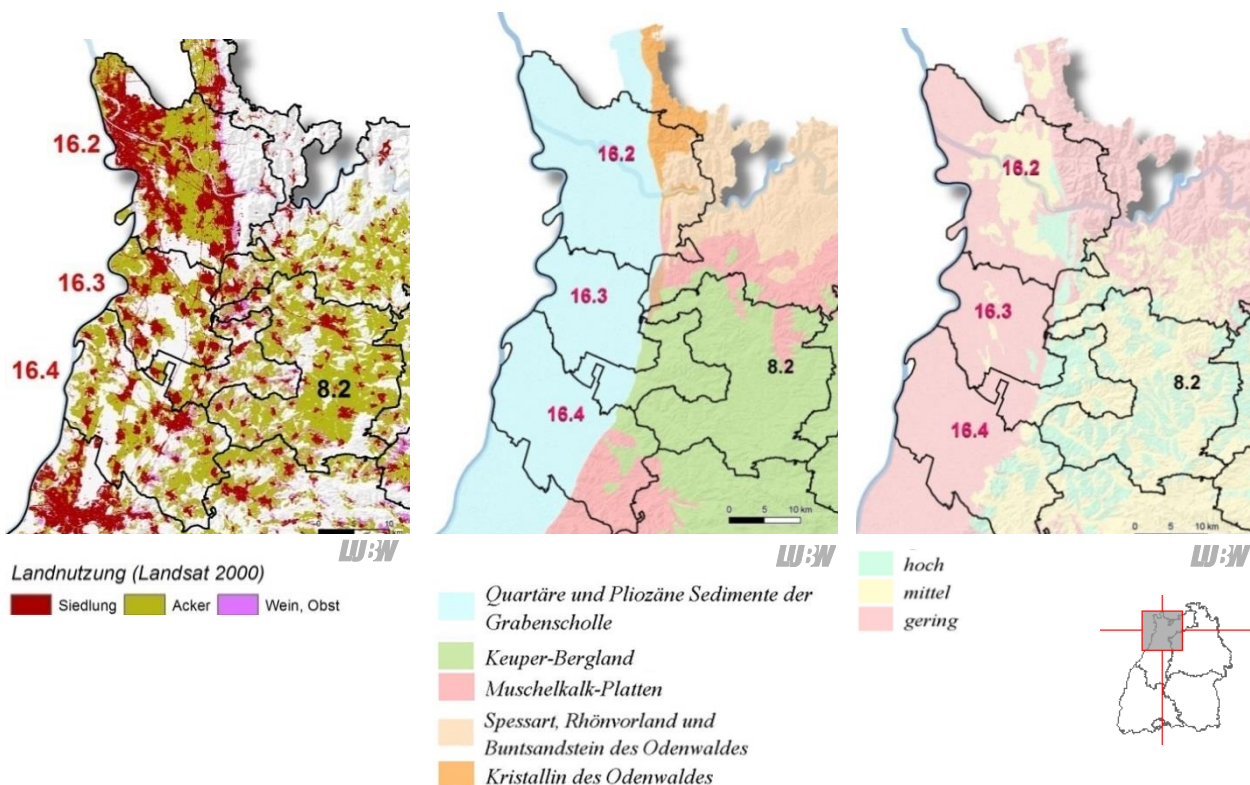 16.2
16.3
16.4
8.2
10
LUBW
Landnutzung (Landsat 2000)
Siedlung Acker Wein, Obst
16.2
16.3
8.2
16.4
0 5 10 km
LUBW
Quartäre und Pliozäne Sedimente der
Grabenscholle
Keuper-Bergland
Muschelkalk-Platten
Spessart, Rhönvorland und
Buntsandstein des Odenwaldes
Kristallin des Odenwaldes
16.2
16.3
8.2
16.4
0 5 10 km
LUBW
hoch
mittel
gering